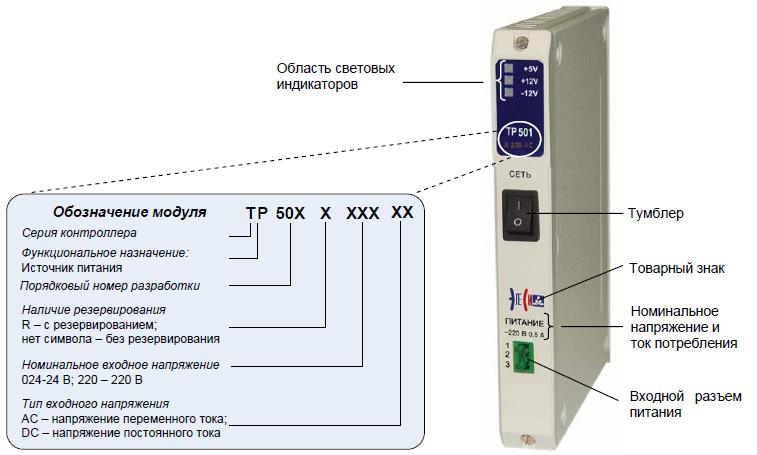 Область световых
индикаторов
+5V
+12V
-12V
TP 501
R 220 AC
СЕТЬ
I
O
Тумблер
Товарный знак
ЭЛЕСИ
ПИТАНИЕ
~220 В 0,5 А
Номинальное
напряжение и
ток потребления
1
2
3
Входной разъем
питания
Обозначение модуля TP 50X X XXX XX
Серия контроллера
Функциональное назначение:
Источник питания
Порядковый номер разработки
Наличие резервирования
R – с резервированием;
нет символа – без резервирования
Номинальное входное напряжение
024-24 В; 220 – 220 В
Тип входного напряжения
AC – напряжение переменного тока;
DC – напряжение постоянного тока